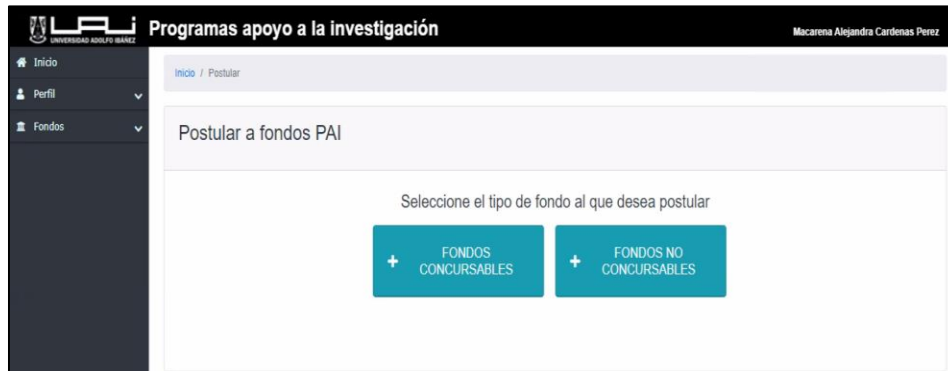 UAI Programas apoyo a la investigación
UNIVERSIDAD ADOLFO IBÁÑEZ
Macarena Alejandra Cardenas Perez
Inicio
Perfil
Fondos
Inicio / Postular
Postular a fondos PAI
Seleccione el tipo de fondo al que desea postular
+ FONDOS
CONCURSABLES
+ FONDOS NO
CONCURSABLES